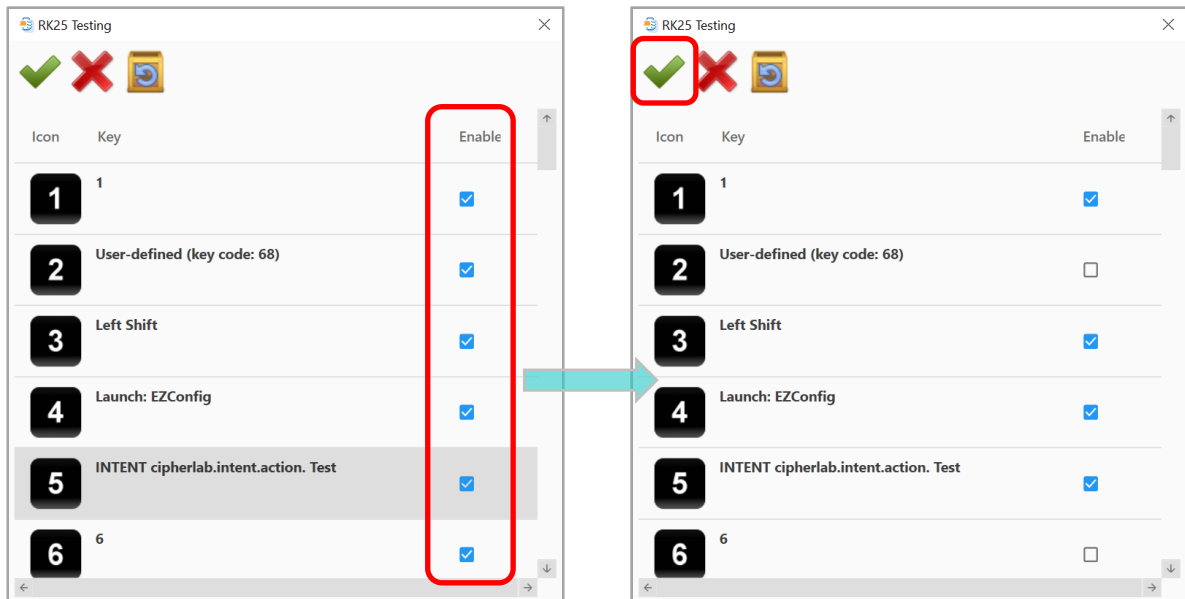 RK25 Testing
Icon Key Enable
1 1
2 User-defined (key code: 68)
3 Left Shift
4 Launch: EZConfig
5 INTENT cipherlab.intent.action. Test
6 6
RK25 Testing
Icon Key Enable
1 1
2 User-defined (key code: 68)
3 Left Shift
4 Launch: EZConfig
5 INTENT cipherlab.intent.action. Test
6 6